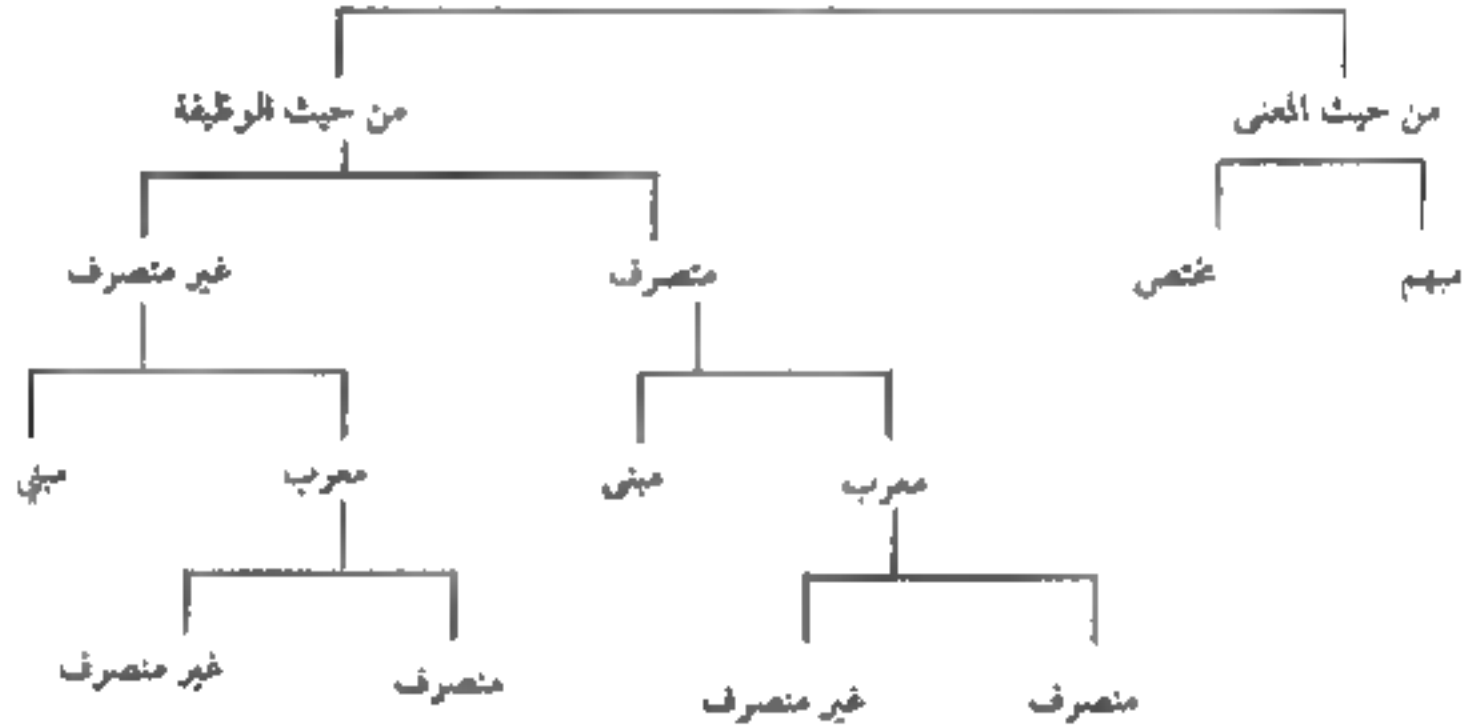 من حيث المعنى
من حيث الوظيفة
مبهم
مختص
متصرف
غير متصرف
معرب
مبنى
معرب
مبني
منصرف
غير منصرف
منصرف
غير منصرف